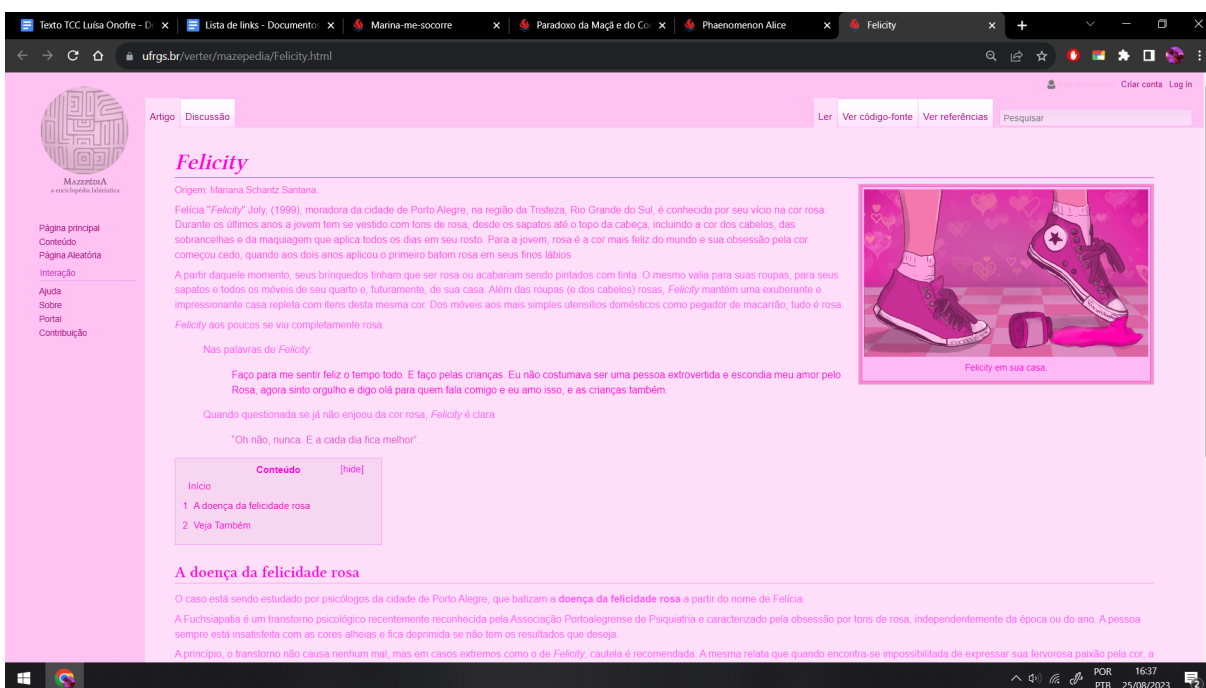 Texto TCC Luísa Onofre - Do
Lista de links - Documentos
Marina-me-socorre
Paradoxo da Maçã e do Co
Phaenomenon Alice
Felicity
ufrgs.br/verter/mazepedia/Felicity.html
Criar conta Log in
Artigo Discussão
Ler Ver código-fonte Ver referências Pesquisar
MAZEPEDIA
a enciclopédia labiríntica
Página principal
Conteúdo
Página Aleatória
Interação
Ajuda
Sobre
Portal
Contribuição
Felicity
Origem: Mariana Schantz Santana.
Felícia "Felicity" Joly, (1999), moradora da cidade de Porto Alegre, na região da Tristeza, Rio Grande do Sul, é conhecida por seu vício na cor rosa.
Durante os últimos anos a jovem tem se vestido com tons de rosa, desde os sapatos até o topo da cabeça, incluindo a cor dos cabelos, das
sobrancelhas e da maquiagem que aplica todos os dias em seu rosto. Para a jovem, rosa é a cor mais feliz do mundo e sua obsessão pela cor
começou cedo, quando aos dois anos aplicou o primeiro batom rosa em seus finos lábios
A partir daquele momento, seus brinquedos tinham que ser rosa ou acabariam sendo pintados com tinta. O mesmo valia para suas roupas, para seus
sapatos e todos os móveis de seu quarto e, futuramente, de sua casa. Além das roupas (e dos cabelos) rosas, Felicity mantém uma exuberante e
impressionante casa repleta com itens desta mesma cor. Dos móveis aos mais simples utensílios domésticos como pegador de macarrão, tudo é rosa.
Felicity aos poucos se viu completamente rosa.
Nas palavras de Felicity:
Faço para me sentir feliz o tempo todo. E faço pelas crianças. Eu não costumava ser uma pessoa extrovertida e escondia meu amor pelo
Rosa, agora sinto orgulho e digo olá para quem fala comigo e eu amo isso, e as crianças também.
Quando questionada se já não enjoou da cor rosa, Felicity é clara
"Oh não, nunca. E a cada dia fica melhor".
Felicity em sua casa.
Conteúdo [hide]
Início
1 A doença da felicidade rosa
2 Veja Também
A doença da felicidade rosa
O caso está sendo estudado por psicólogos da cidade de Porto Alegre, que batizam a doença da felicidade rosa a partir do nome de Felícia.
A Fuchsiapatia é um transtorno psicológico recentemente reconhecida pela Associação Portoalegrense de Psiquiatria e caracterizado pela obsessão por tons de rosa, independentemente da época ou do ano. A pessoa
sempre está insatisfeita com as cores alheias e fica deprimida se não tem os resultados que deseja.
A princípio, o transtorno não causa nenhum mal, mas em casos extremos como o de Felicity, cautela é recomendada. A mesma relata que quando encontra-se impossibilitada de expressar sua fervorosa paixão pela cor, a
POR 16:37
PTB 25/08/2023